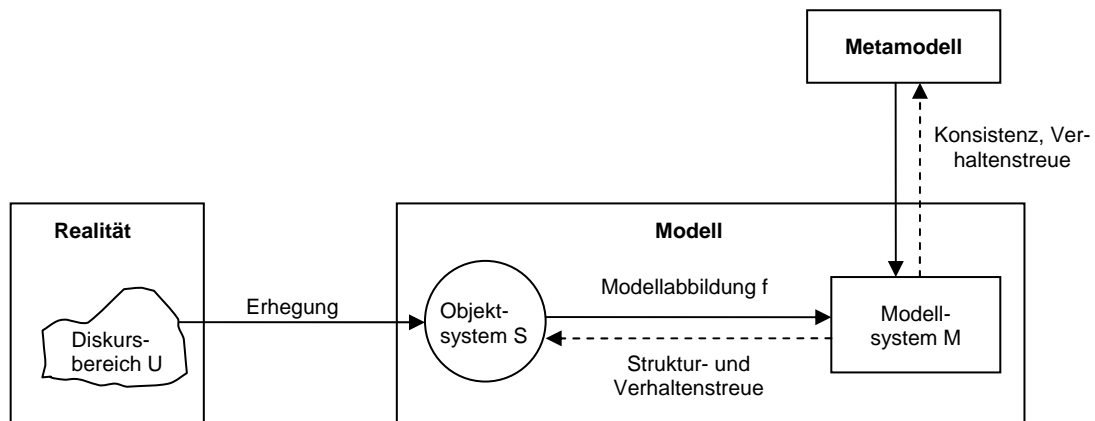 Metamodell
Konsistenz, Ver-
haltenstreue
Realität
Modell
Erhegung
Modellabbildung f
Objekt-
system S
Modell-
system M
Diskurs-
bereich U
Struktur- und
Verhaltenstreue